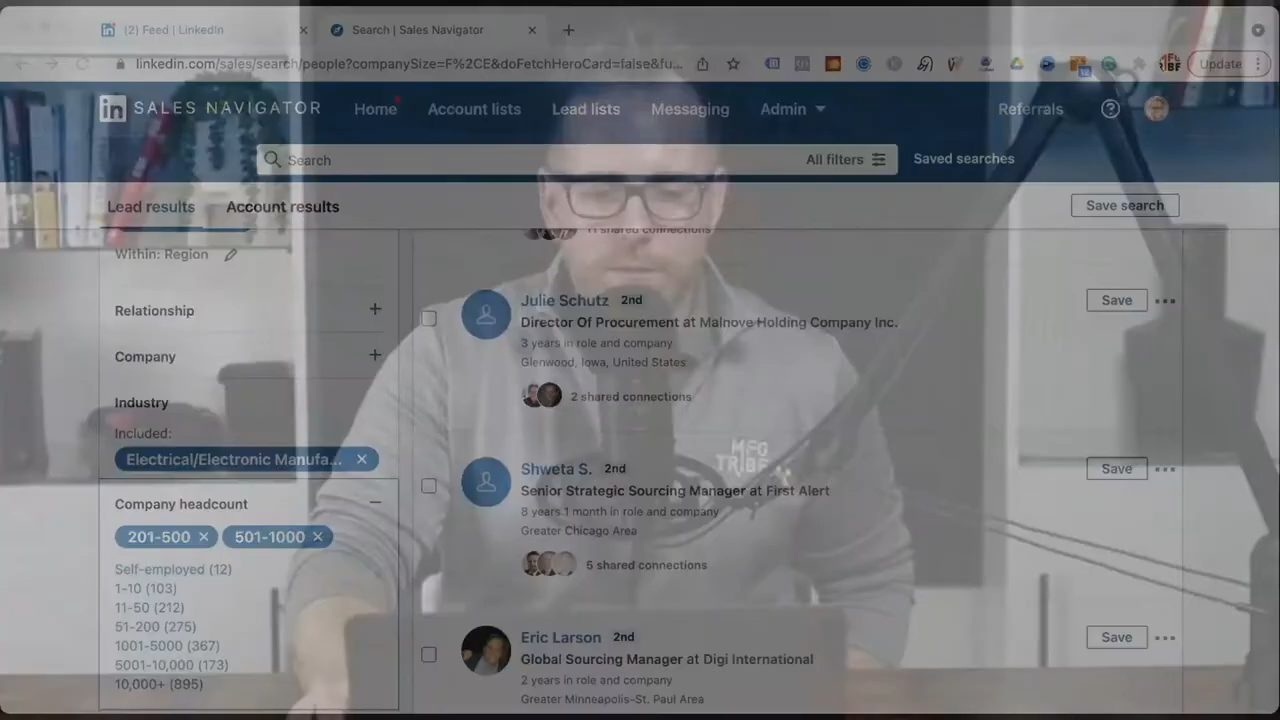 (2) Feed | LinkedIn
Search | Sales Navigator
linkedin.com/sales/search/people?companySize=F%2CE&doFetchHeroCard=false&fu...
Update
in SALES NAVIGATOR
Home
Account lists
Lead lists
Messaging
Admin
Referrals
Search
All filters
Saved searches
Lead results
Account results
Save search
Within: Region
Relationship
Company
Industry
Included:
Electrical/Electronic Manufa...
Company headcount
201-500
501-1000
Self-employed (12)
1-10 (103)
11-50 (212)
51-200 (275)
1001-5000 (367)
5001-10,000 (173)
10,000+ (895)
11 shared connections
Julie Schutz 2nd
Director Of Procurement at Malnove Holding Company Inc.
3 years in role and company
Glenwood, Iowa, United States
2 shared connections
Save
Shweta S. 2nd
Senior Strategic Sourcing Manager at First Alert
8 years 1 month in role and company
Greater Chicago Area
5 shared connections
Save
Eric Larson 2nd
Global Sourcing Manager at Digi International
2 years in role and company
Greater Minneapolis-St. Paul Area
Save
MFG
TRIBE